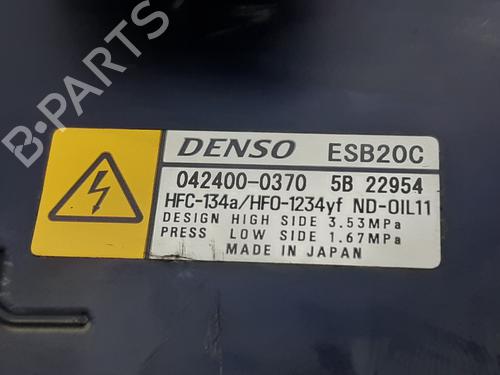 DENSO ESB20C
042400-0370 5B 22954
HFC-134a/HFO-1234yf ND-OIL11
DESIGN HIGH SIDE 3.53MPa
PRESS LOW SIDE 1.67MPa
MADE IN JAPAN
B-PARTS